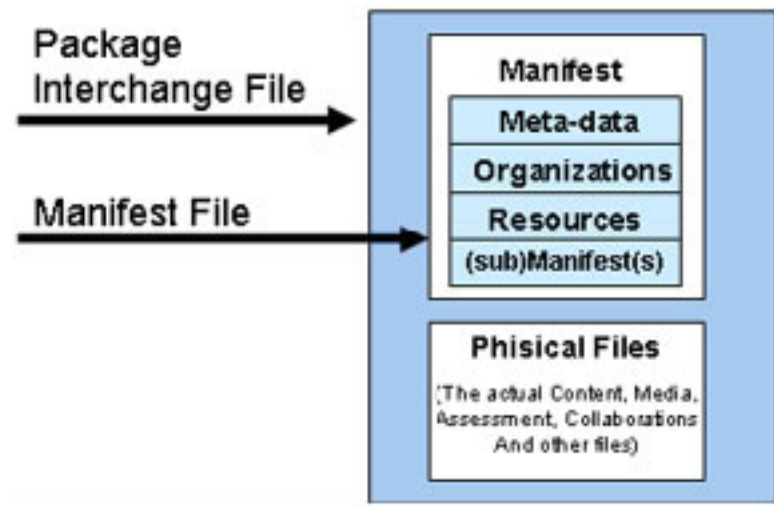 Package
Interchange File
Manifest File
Manifest
Meta-data
Organizations
Resources
(sub)Manifest(s)
Phisical Files
(The actual Content, Media,
Assessment, Collaborations
And other files)